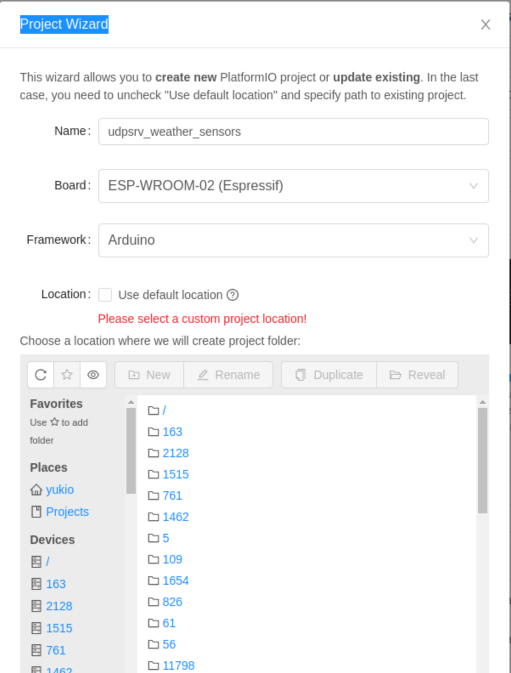 Project Wizard
This wizard allows you to create new PlatformIO project or update existing. In the last
case, you need to uncheck "Use default location" and specify path to existing project.
Name: udpsrv_weather_sensors
Board: ESP-WROOM-02 (Espressif)
Framework: Arduino
Location: Use default location
Please select a custom project location!
Choose a location where we will create project folder:
New Rename Duplicate Reveal
Favorites
Use to add
folder
Places
yukio
Projects
Devices
/
163
2128
1515
761
1462
/
163
2128
1515
761
1462
5
109
1654
826
61
56
11798